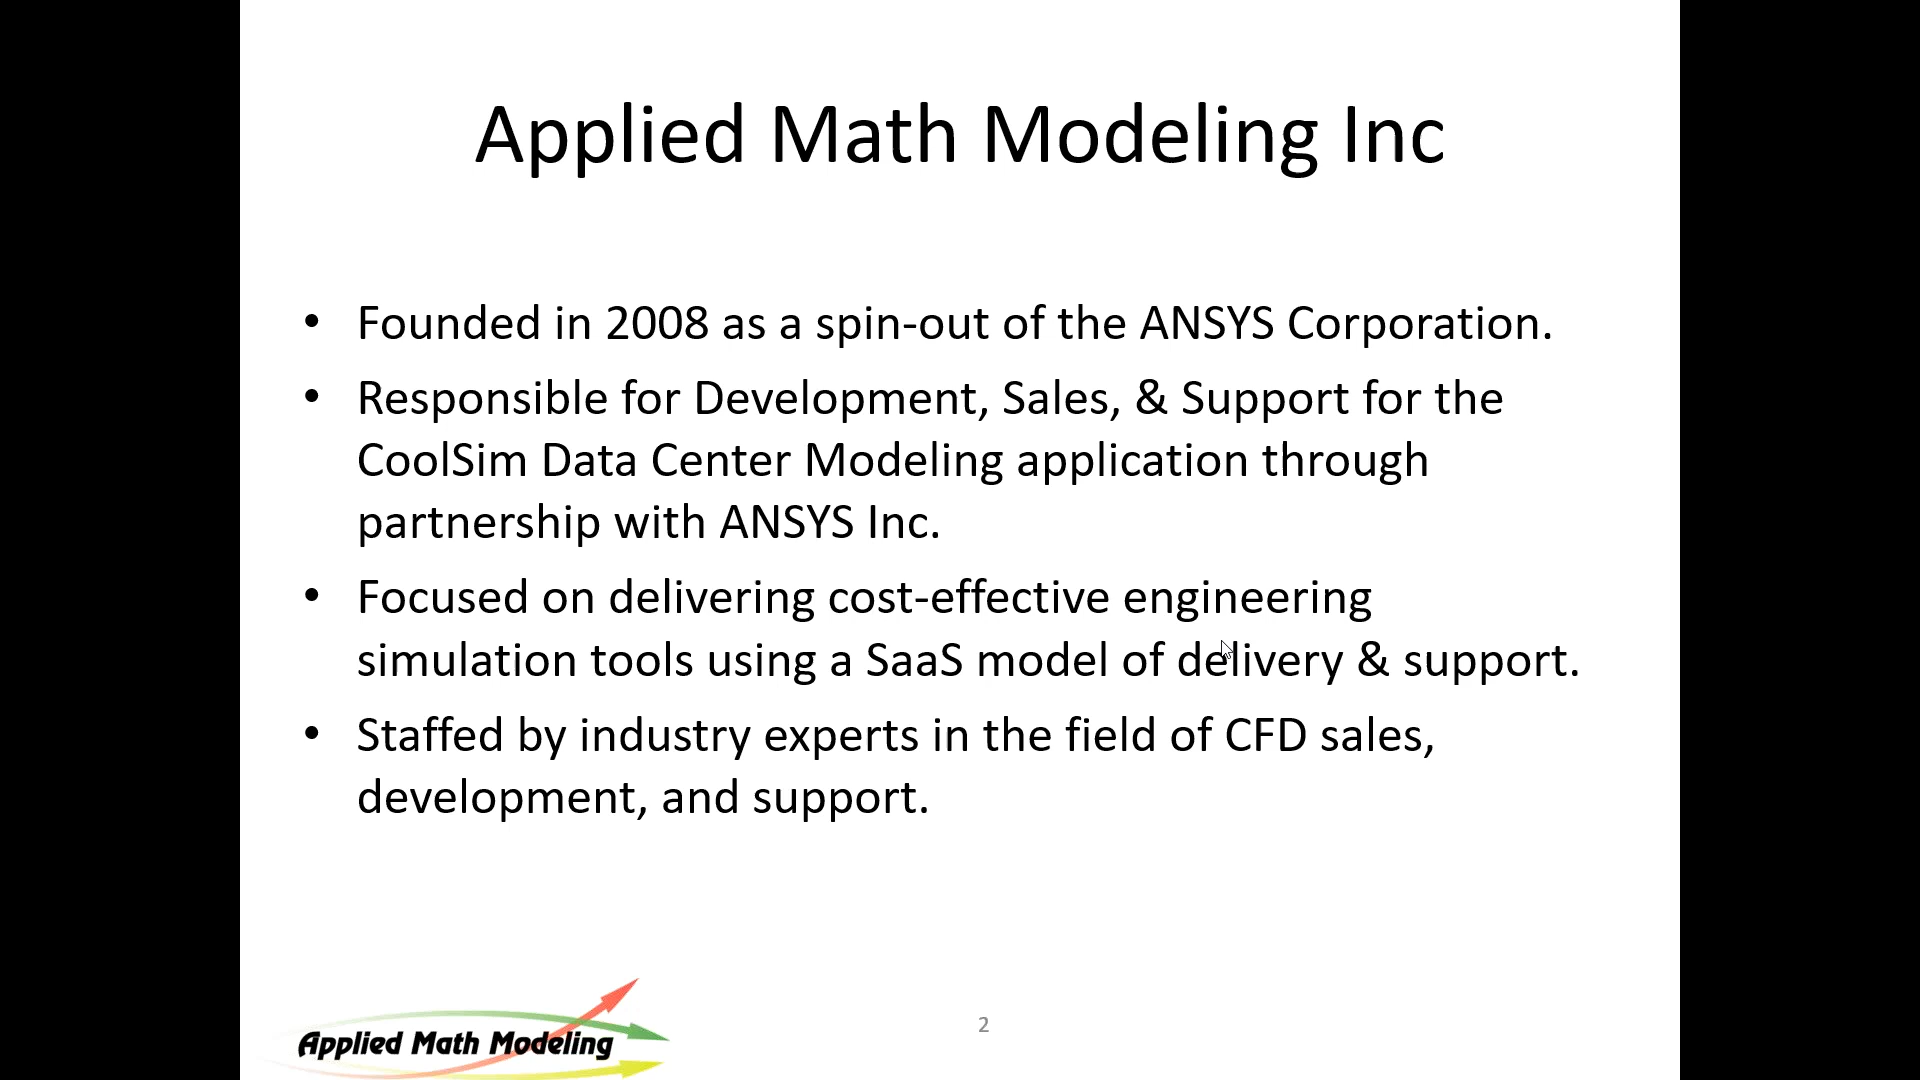 Applied Math Modeling Inc
• Founded in 2008 as a spin-out of the ANSYS Corporation.
• Responsible for Development, Sales, & Support for the
CoolSim Data Center Modeling application through
partnership with ANSYS Inc.
• Focused on delivering cost-effective engineering
simulation tools using a SaaS model of delivery & support.
• Staffed by industry experts in the field of CFD sales,
development, and support.
Applied Math Modeling
2